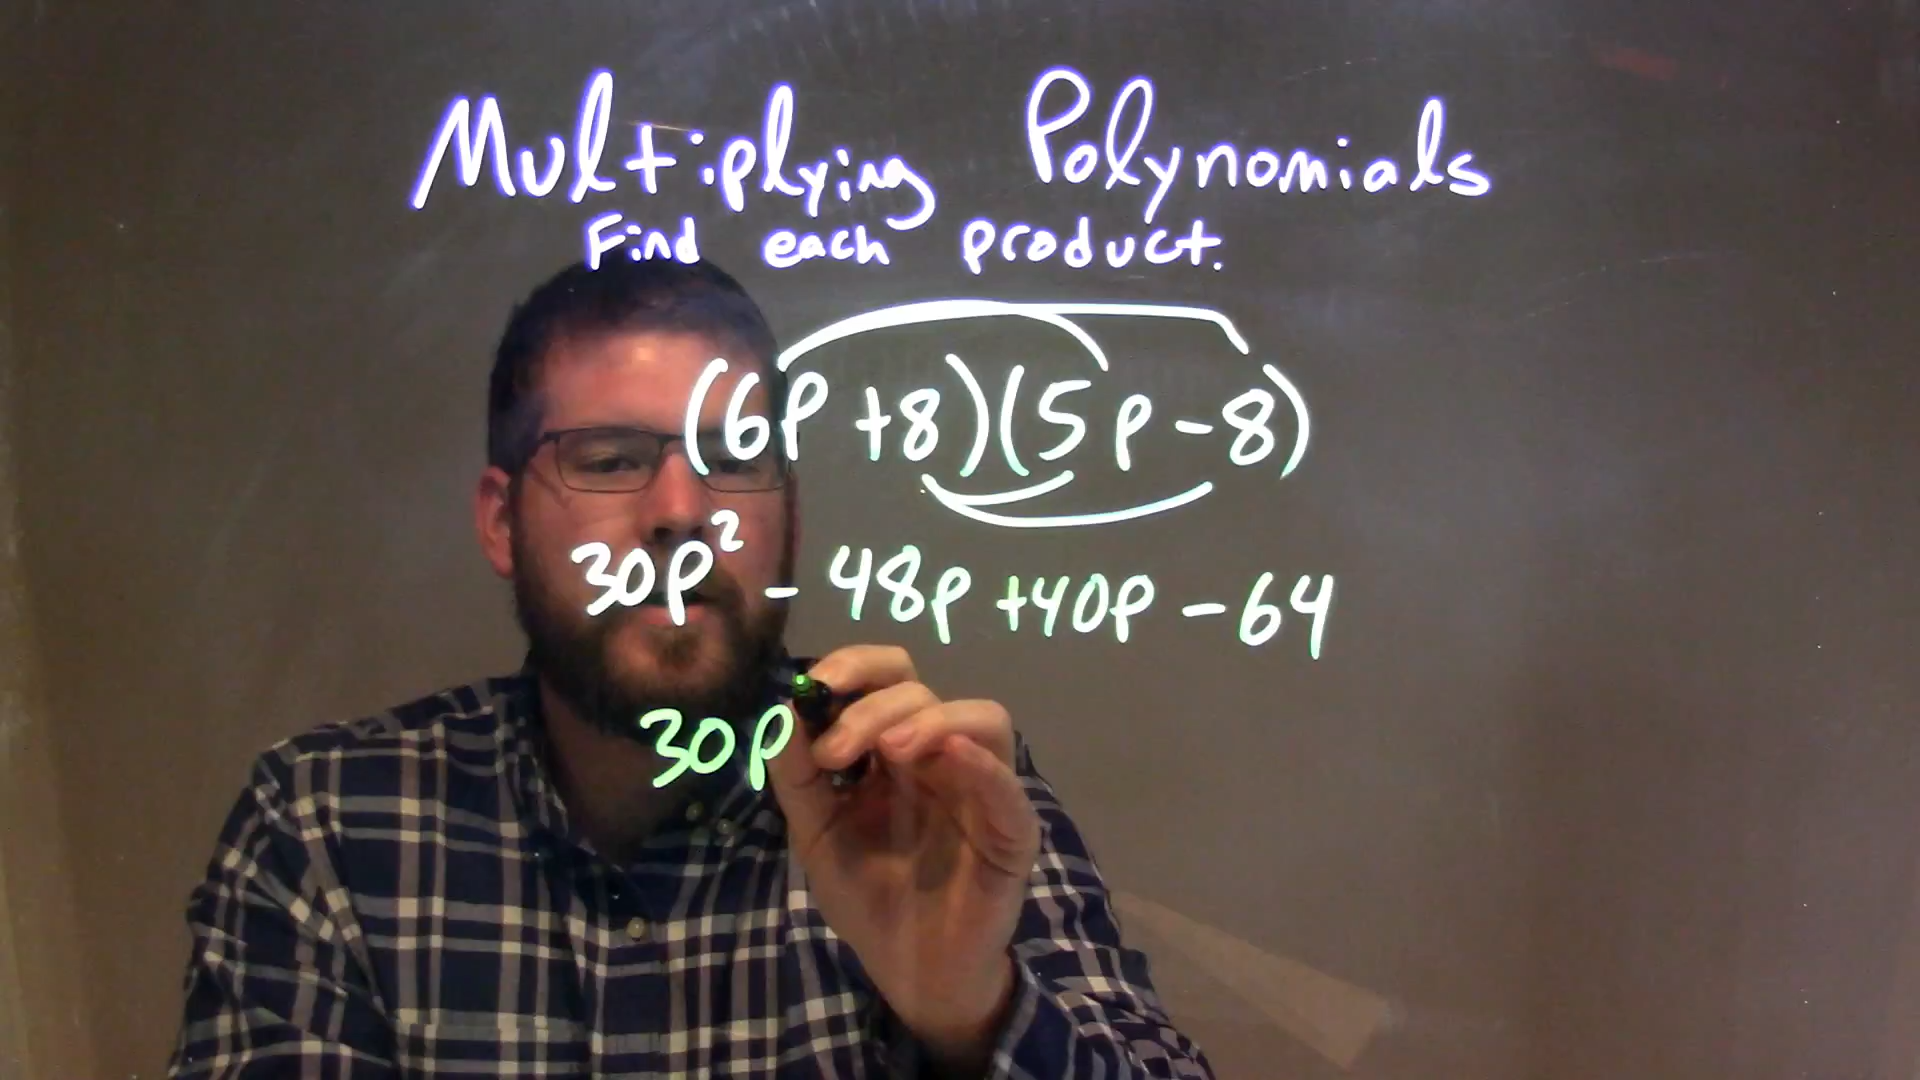 Multiplying Polynomials
Find each product.
(6p+8)(5p-8)
30p² - 48p +40p - 64
30p